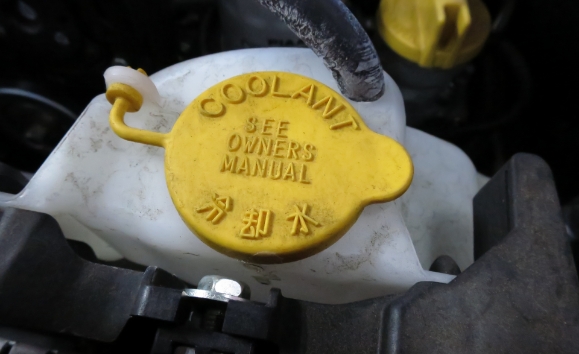 COOLANT
SEE
OWNERS
MANUAL
冷却水